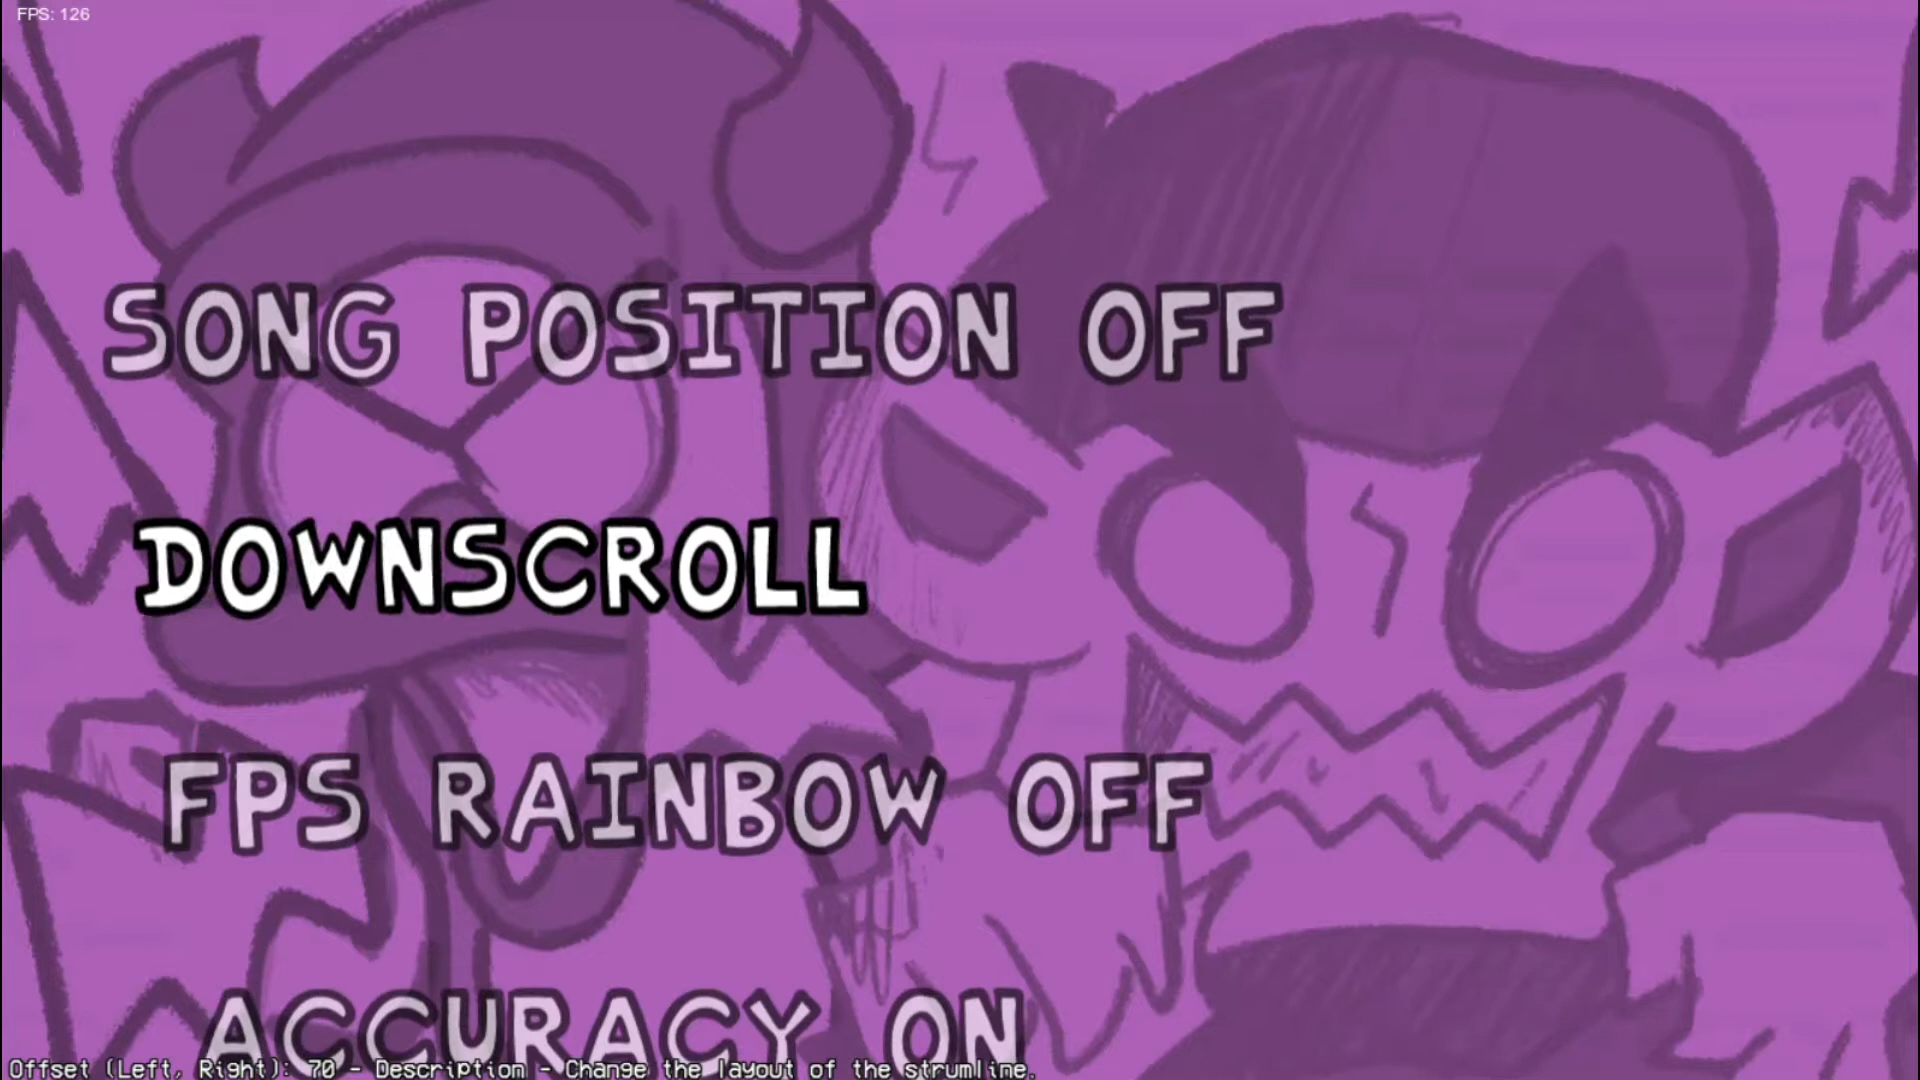 FPS: 126
SONG POSITION OFF
DOWNSCROLL
FPS RAINBOW OFF
ACCURACY ON
Offset (Left, Right): 70 - Description - Change the layout of the strumline.